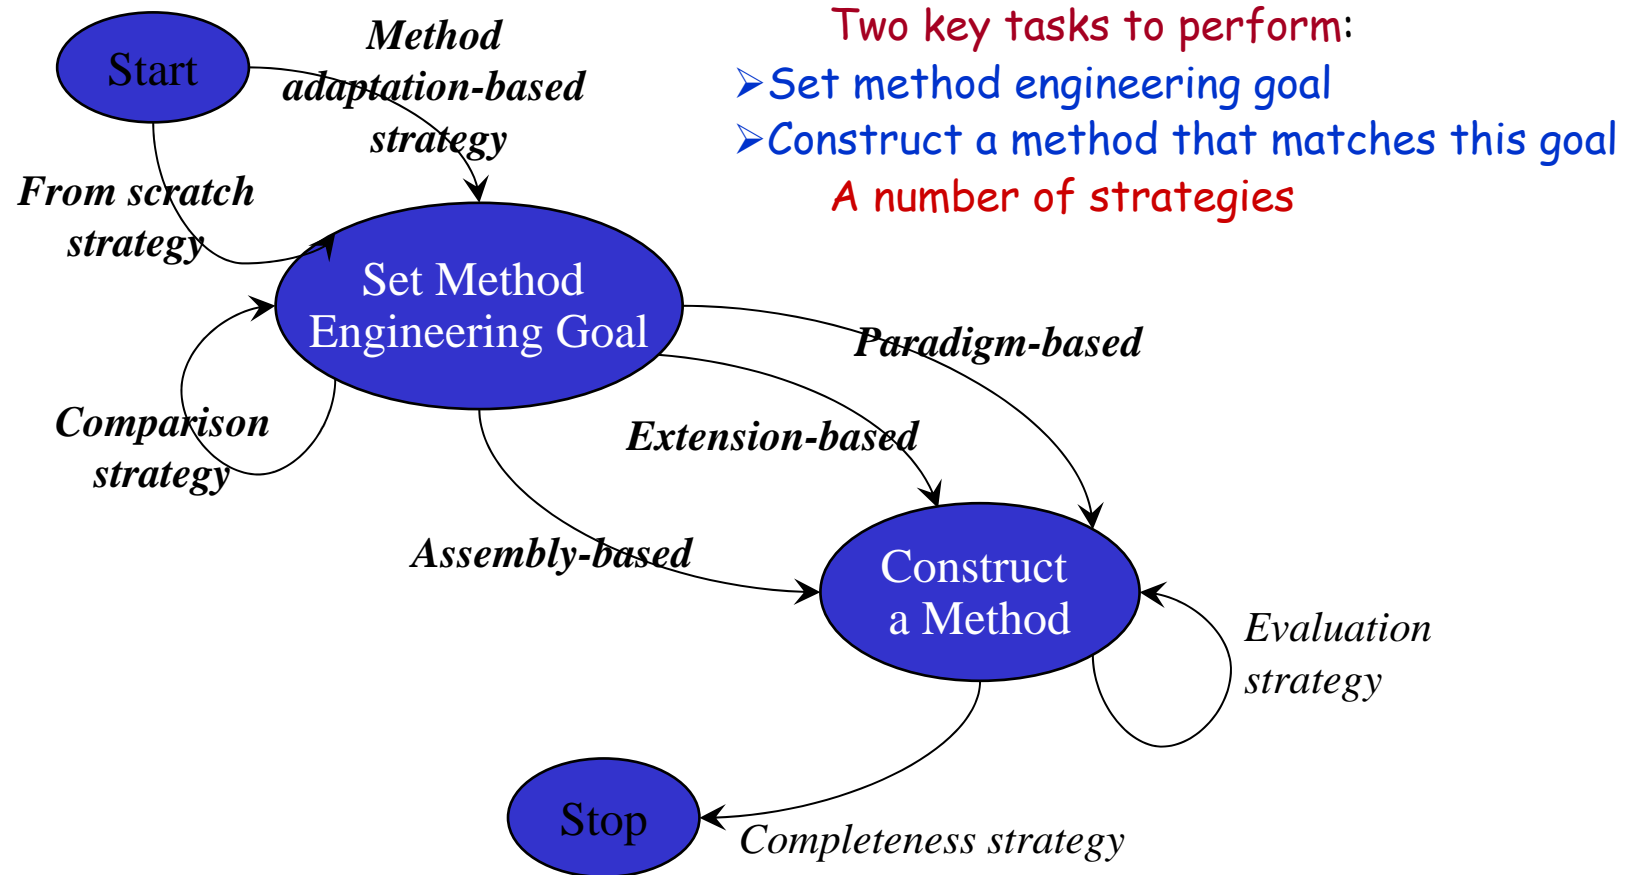 Start
Method
adaptation-based
strategy
Two key tasks to perform:
➢Set method engineering goal
➢Construct a method that matches this goal
A number of strategies
From scratch
strategy
Set Method
Engineering Goal
Paradigm-based
Comparison
strategy
Extension-based
Assembly-based
Construct
a Method
Evaluation
strategy
Stop
Completeness strategy